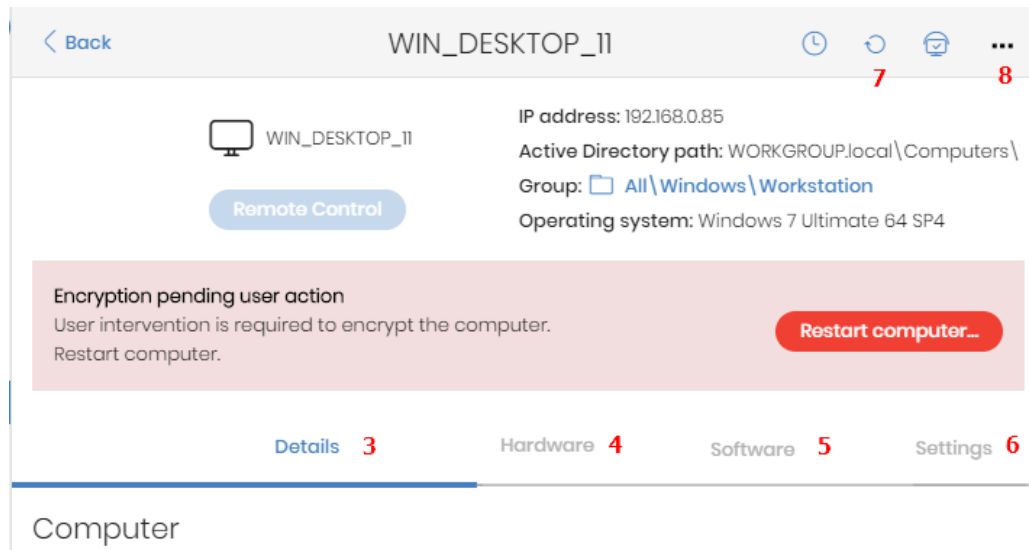 Back
WIN_DESKTOP_11
7
8
WIN_DESKTOP_11
Remote Control
IP address: 192.168.0.85
Active Directory path: WORKGROUP.local\Computers\
Group: All\Windows\Workstation
Operating system: Windows 7 Ultimate 64 SP4
Encryption pending user action
User intervention is required to encrypt the computer.
Restart computer.
Restart computer...
Details 3
Hardware 4
Software 5
Settings 6
Computer